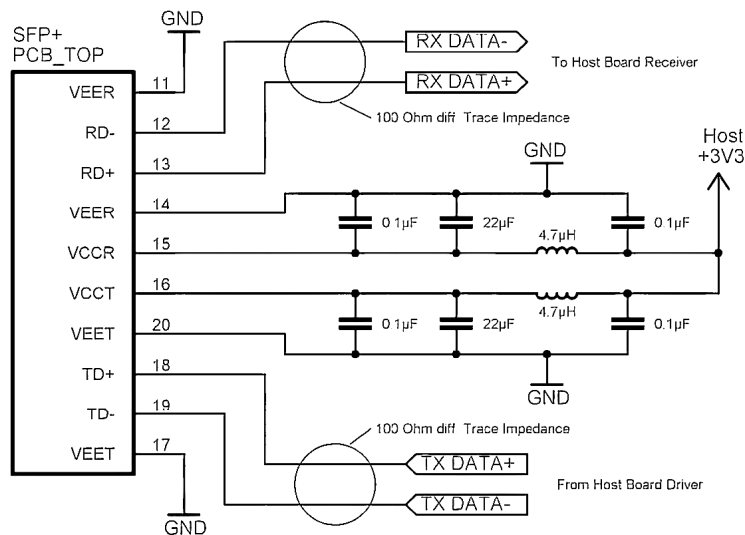 GND
SFP+
PCB_TOP
RX DATA-
To Host Board Receiver
VEER 11
RX DATA+
100 Ohm diff Trace Impedance
RD- 12
Host
+3V3
GND
RD+ 13
VEER 14
0.1µF 22µF 0.1µF
4.7µH
VCCR 15
VCCT 16
4.7µH
0.1µF 22µF 0.1µF
VEET 20
TD+ 18
GND
TD- 19
100 Ohm diff Trace Impedance
VEET 17
TX DATA+
From Host Board Driver
TX DATA-
GND